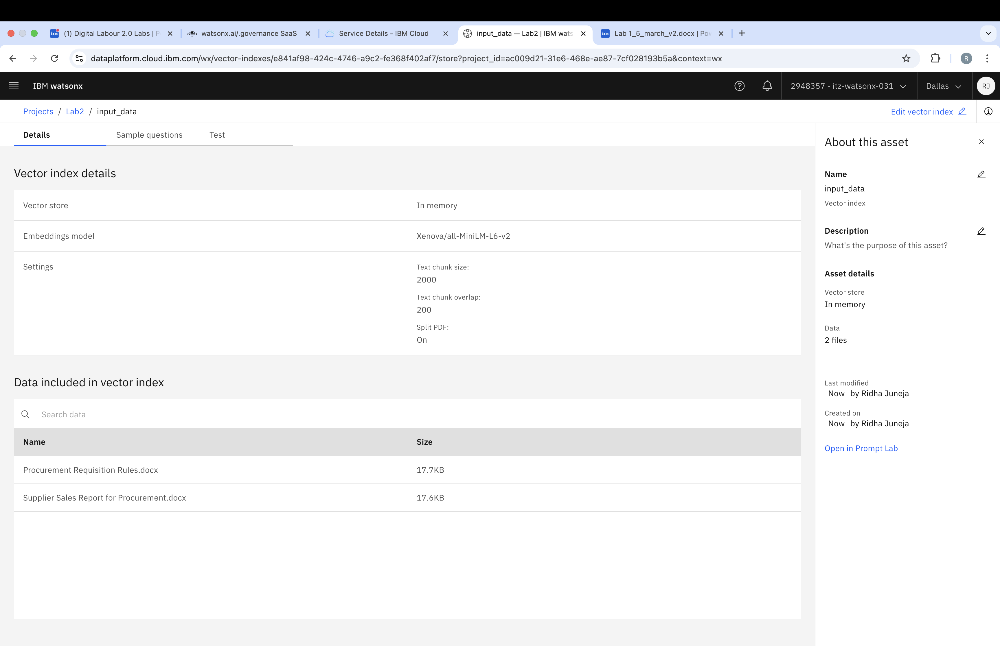 (1) Digital Labour 2.0 Labs | P
watsonx.ai/.governance SaaS
Service Details - IBM Cloud
input_data — Lab2 | IBM wats
Lab 1_5_march_v2.docx | Pow
dataplatform.cloud.ibm.com/wx/vector-indexes/e841af98-424c-4746-a9c2-fe368f402af7/store?project_id=ac009d21-31e6-468e-ae87-7cf028193b5a&context=wx
R
IBM watsonx
2948357 - itz-watsonx-031
Dallas
RJ
Projects / Lab2 / input_data
Edit vector index
Details
Sample questions
Test
Vector index details
Vector store
In memory
Embeddings model
Xenova/all-MiniLM-L6-v2
Settings
Text chunk size:
2000
Text chunk overlap:
200
Split PDF:
On
Data included in vector index
Search data
Name
Size
Procurement Requisition Rules.docx
17.7KB
Supplier Sales Report for Procurement.docx
17.6KB
About this asset
Name
input_data
Vector index
Description
What's the purpose of this asset?
Asset details
Vector store
In memory
Data
2 files
Last modified
Now by Ridha Juneja
Created on
Now by Ridha Juneja
Open in Prompt Lab